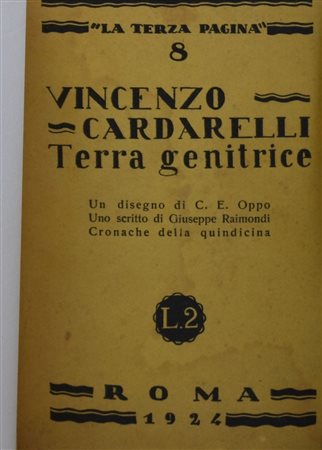 "LA TERZA PAGINA"
8
VINCENZO
CARDARELLI
Terra genitrice
Un disegno di C. E. Oppo
Uno scritto di Giuseppe Raimondi
Cronache della quindicina
L.2
ROMA
1924